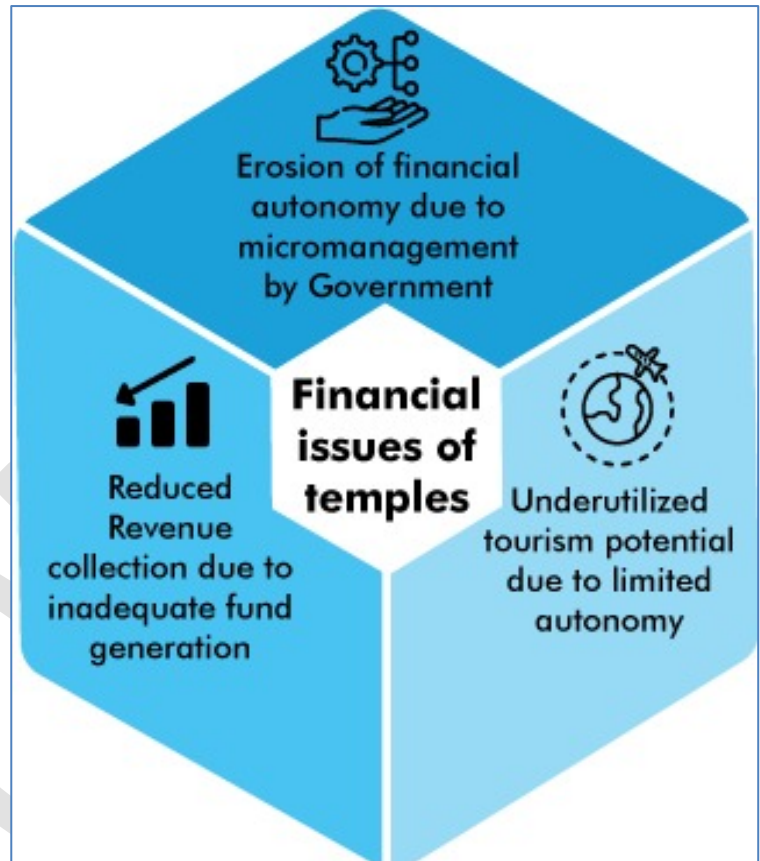 Erosion of financial
autonomy due to
micromanagement
by Government
Financial
issues of
temples
Reduced
Revenue
collection due to
inadequate fund
generation
Underutilized
tourism potential
due to limited
autonomy